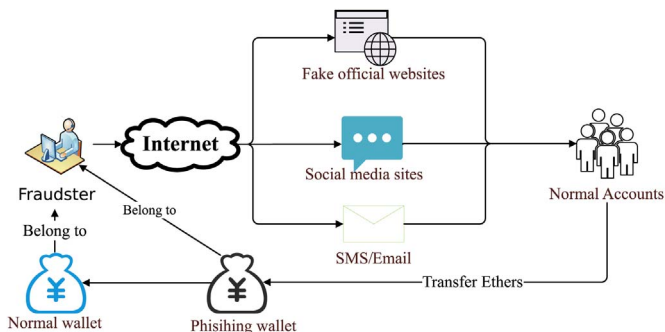 Fake official websites
Internet
Social media sites
Normal Accounts
Fraudster
Belong to
Belong to
SMS/Email
Transfer Ethers
¥
¥
Normal wallet
Phisihing wallet